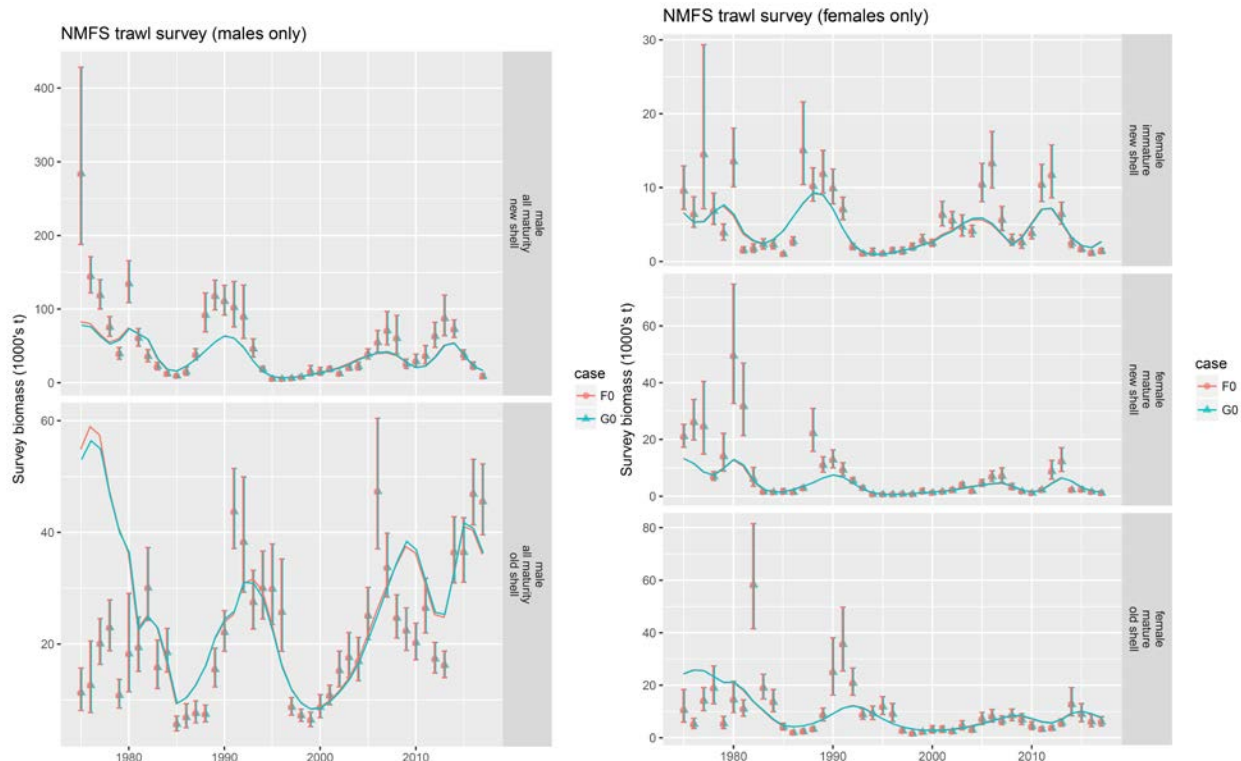 NMFS trawl survey (males only)
400
300
200
100
0
male
all maturity
new shell
60
40
20
male
all maturity
old shell
1980
1990
2000
2010
Survey biomass (1000's t)
case
F0
G0
NMFS trawl survey (females only)
30
20
10
0
female
immature
new shell
60
40
20
0
female
mature
new shell
80
60
40
20
0
female
mature
old shell
1980
1990
2000
2010
Survey biomass (1000's t)
case
F0
G0